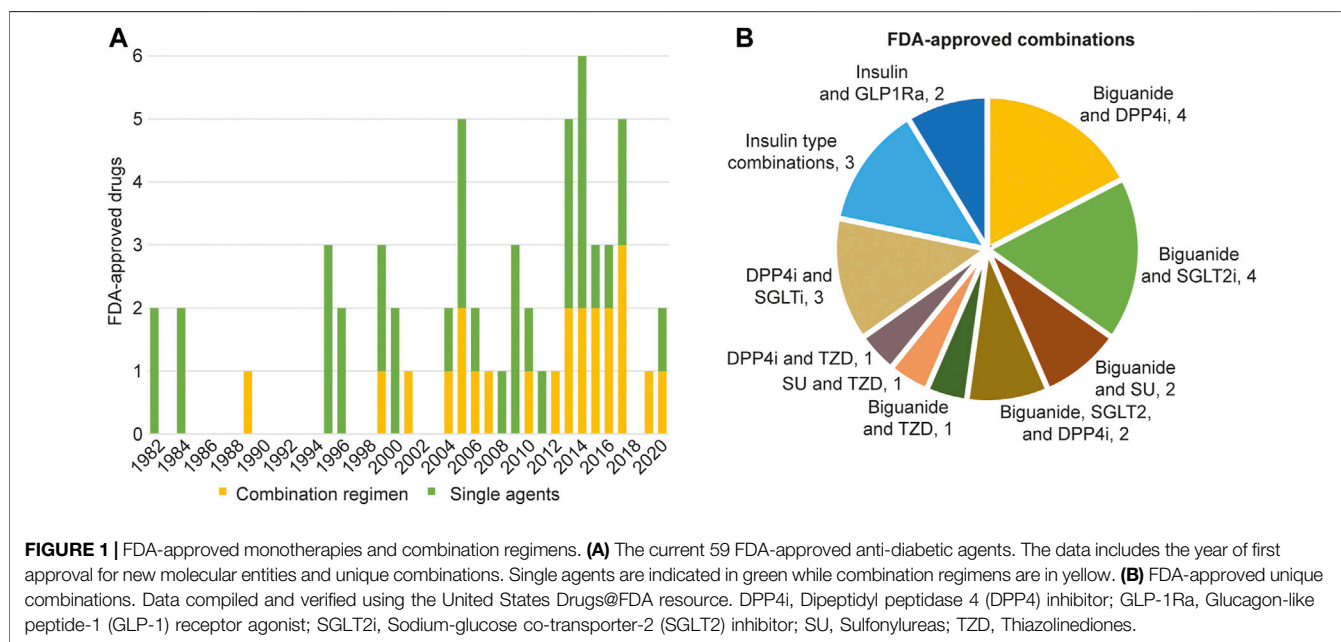 A
6
5
4
3
2
1
0
FDA-approved drugs
1982
1984
1986
1988
1990
1992
1994
1996
1998
2000
2002
2004
2006
2008
2010
2012
2014
2016
2018
2020
Combination regimen
Single agents
B
FDA-approved combinations
Insulin
and GLP1Ra, 2
Biguanide
and DPP4i, 4
Insulin type
combinations, 3
Biguanide
and SGLT2i, 4
DPP4i and
SGLTi, 3
DPP4i and TZD, 1
SU and TZD, 1
Biguanide
and TZD, 1
Biguanide, SGLT2,
and DPP4i, 2
Biguanide
and SU, 2
FIGURE 1 | FDA-approved monotherapies and combination regimens. (A) The current 59 FDA-approved anti-diabetic agents. The data includes the year of first
approval for new molecular entities and unique combinations. Single agents are indicated in green while combination regimens are in yellow. (B) FDA-approved unique
combinations. Data compiled and verified using the United States Drugs@FDA resource. DPP4i, Dipeptidyl peptidase 4 (DPP4) inhibitor; GLP-1Ra, Glucagon-like
peptide-1 (GLP-1) receptor agonist; SGLT2i, Sodium-glucose co-transporter-2 (SGLT2) inhibitor; SU, Sulfonylureas; TZD, Thiazolinediones.